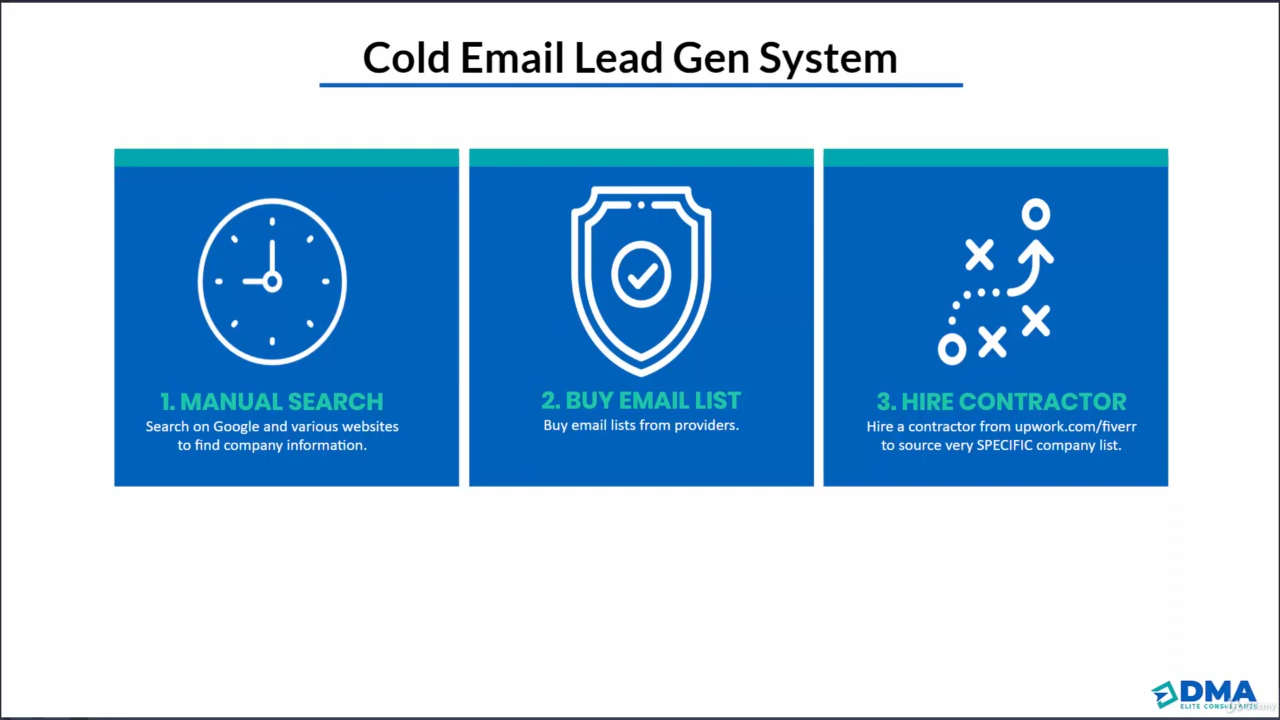 Cold Email Lead Gen System
1. MANUAL SEARCH
Search on Google and various websites
to find company information.
2. BUY EMAIL LIST
Buy email lists from providers.
3. HIRE CONTRACTOR
Hire a contractor from upwork.com/fiverr
to source very SPECIFIC company list.
DMA
ELITE CONSULTANTS